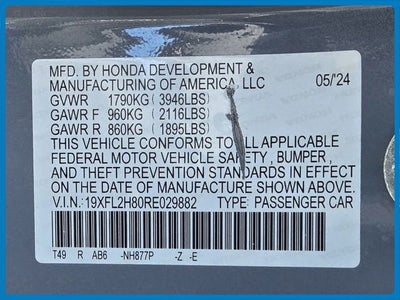 MFD. BY HONDA DEVELOPMENT &
MANUFACTURING OF AMERICA, LLC 05/'24
GVWR 1790KG (3946LBS)
GAWR F 960KG (2116LBS)
GAWR R 860KG (1895LBS)
THIS VEHICLE CONFORMS TO ALL APPLICABLE
FEDERAL MOTOR VEHICLE SAFETY, BUMPER,
AND THEFT PREVENTION STANDARDS IN EFFECT
ON THE DATE OF MANUFACTURE SHOWN ABOVE.
V.I.N.: 19XFL2H80RE029882 TYPE: PASSENGER CAR
T49 R AB6 -NH877P -Z -E